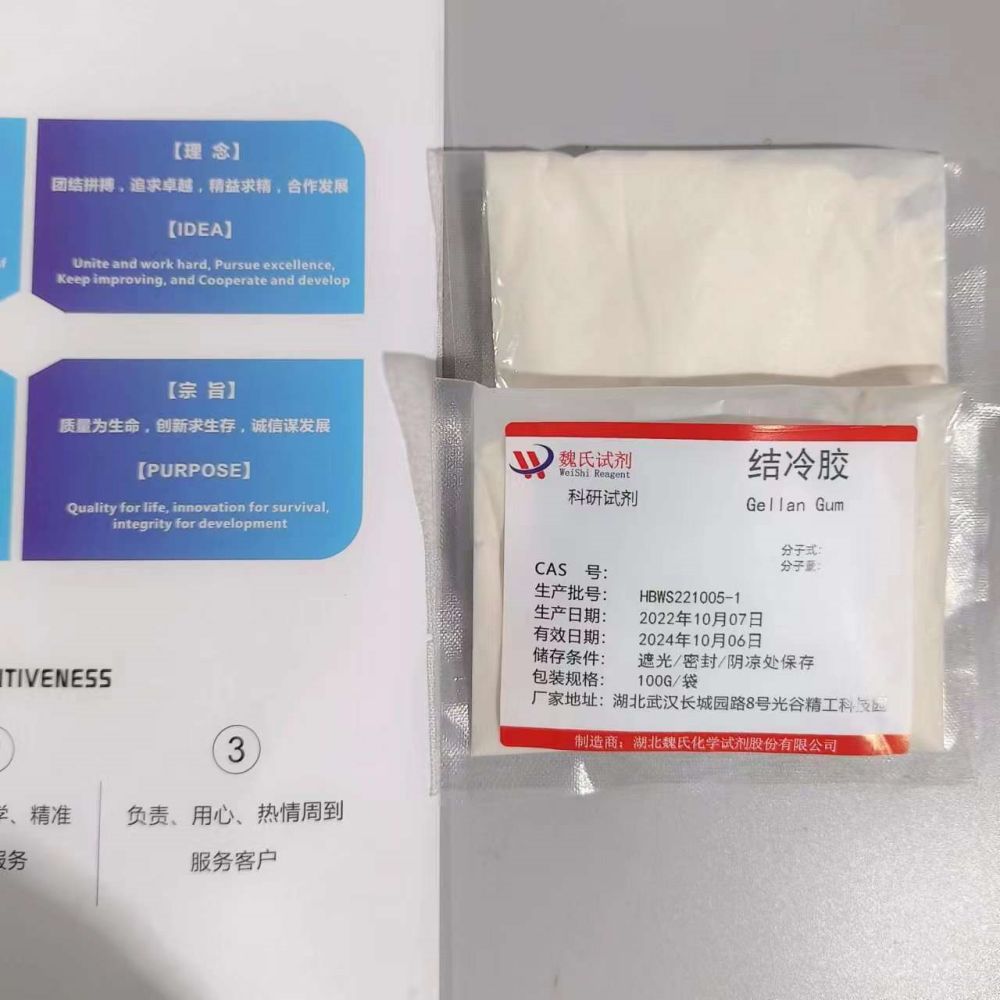 【理 念】
团结拼搏，追求卓越，精益求精，合作发展
【IDEA】
Unite and work hard, Pursue excellence,
Keep improving, and Cooperate and develop
【宗 旨】
质量为生命，创新求生存，诚信谋发展
【PURPOSE】
Quality for life, innovation for survival,
integrity for development
ITIVENESS
3
学、精准
服务
负责、用心、热情周到
服务客户
魏氏试剂
WeiShi Reagent
科研试剂
结冷胶
Gellan Gum
分子式:
分子量:
CAS 号:
生产批号: HBWS221005-1
生产日期: 2022年10月07日
有效日期: 2024年10月06日
储存条件: 遮光/密封/阴凉处保存
包装规格: 100G/袋
厂家地址: 湖北武汉长城园路8号光谷精工科技园
制造商: 湖北魏氏化学试剂股份有限公司